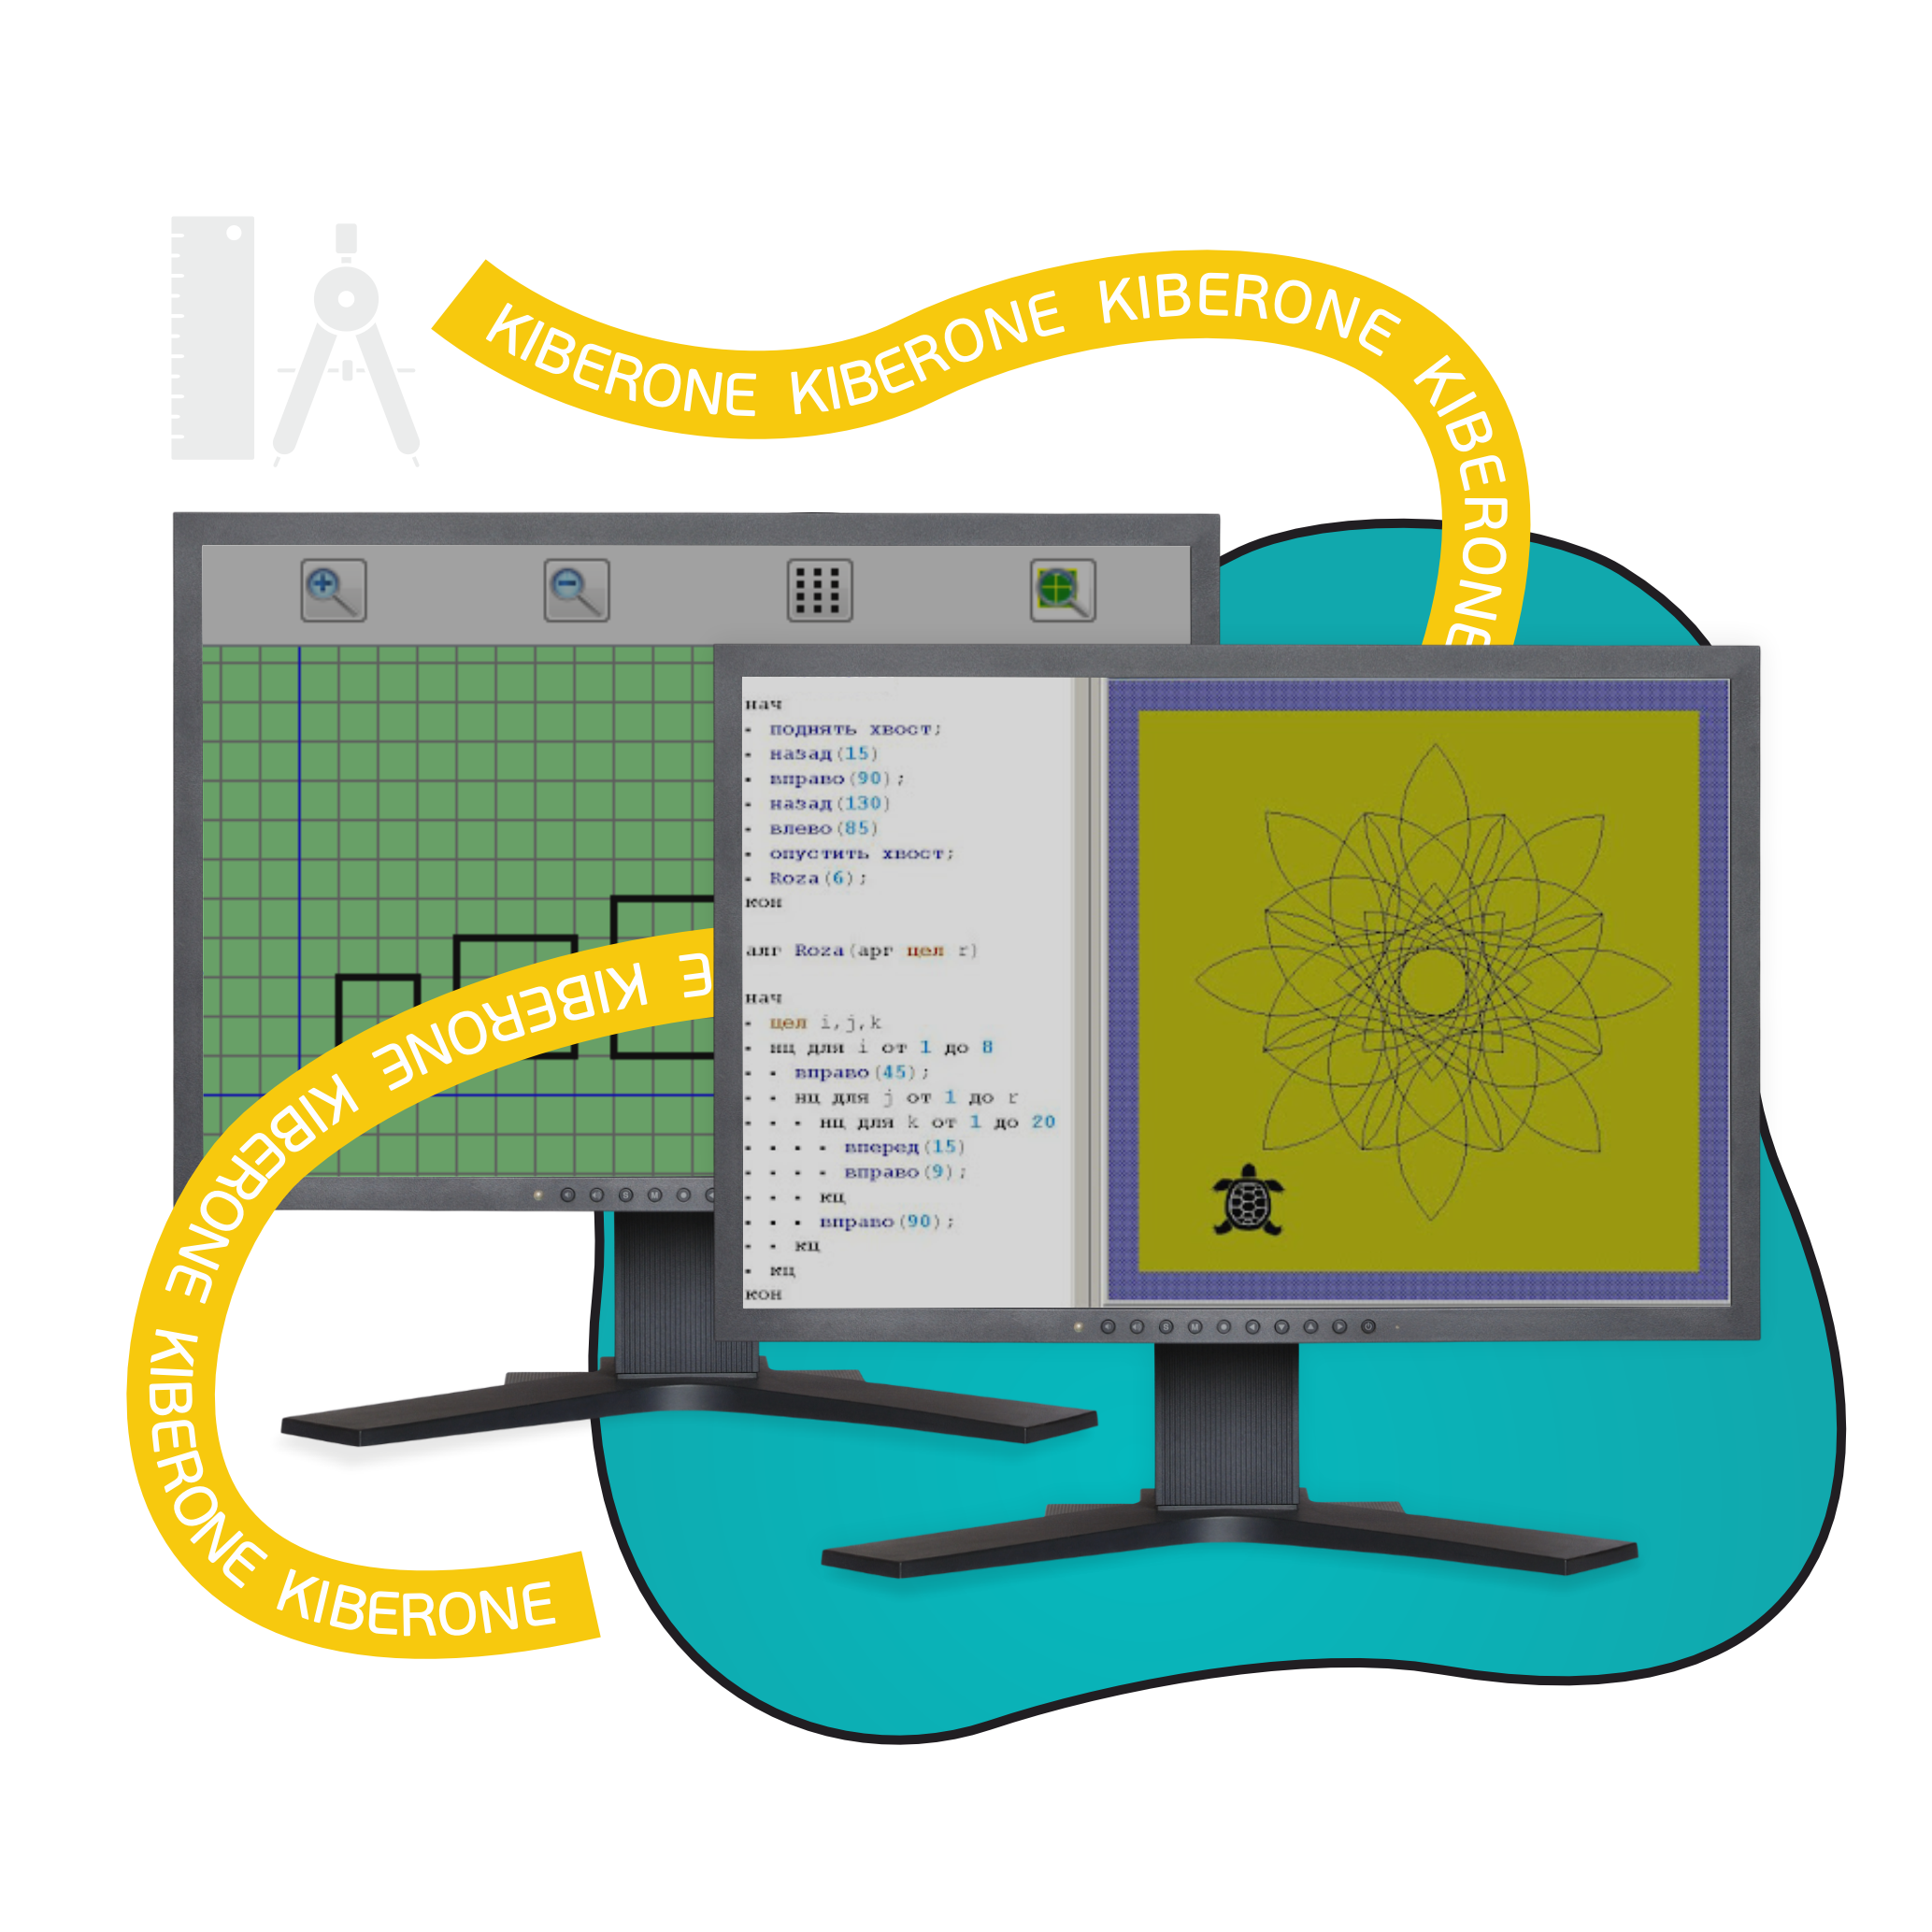 KIBERONE KIBERONE KIBERONE KIBERONE
нач
- поднять хвост;
- назад(15)
- вправо(90);
- назад(130)
- влево(85)
- опустить хвост;
- Roza(6);
кон
алг Roza(арг цел r)
нач
- цел i,j,k
- нц для i от 1 до 8
- - вправо(45);
- - нц для j от 1 до r
- - - нц для k от 1 до 20
- - - - вперед(15)
- - - - вправо(9);
- - - кц
- - - вправо(90);
- - кц
- кц
кон
E KIBERONE KIBERONE KIBERONE KIBERONE